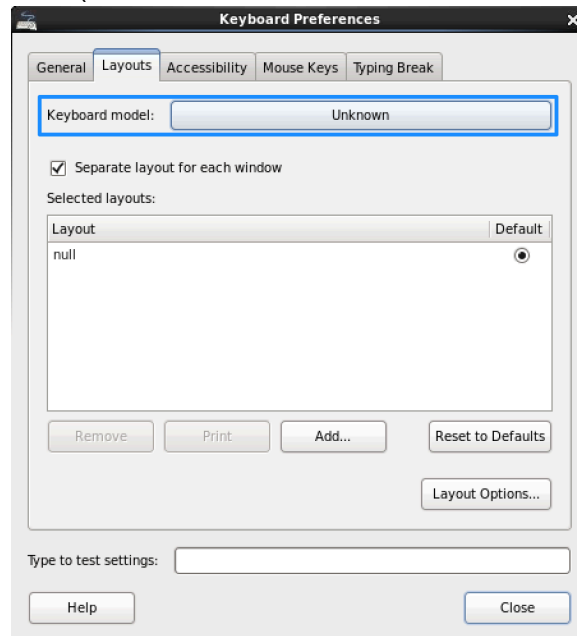 Keyboard Preferences
General Layouts Accessibility Mouse Keys Typing Break
Keyboard model: Unknown
Separate layout for each window
Selected layouts:
Layout Default
null
Remove Print Add... Reset to Defaults
Layout Options...
Type to test settings:
Help Close